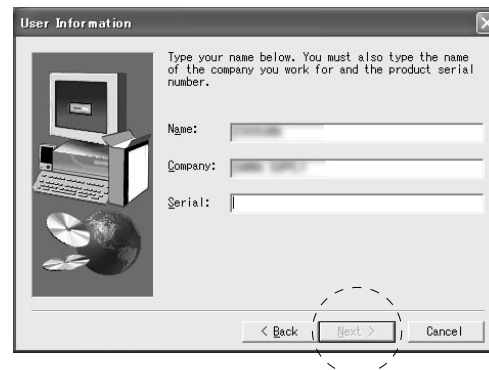 User Information
Type your name below. You must also type the name
of the company you work for and the product serial
number.
Name:
Company:
Serial:
< Back
Next >
Cancel